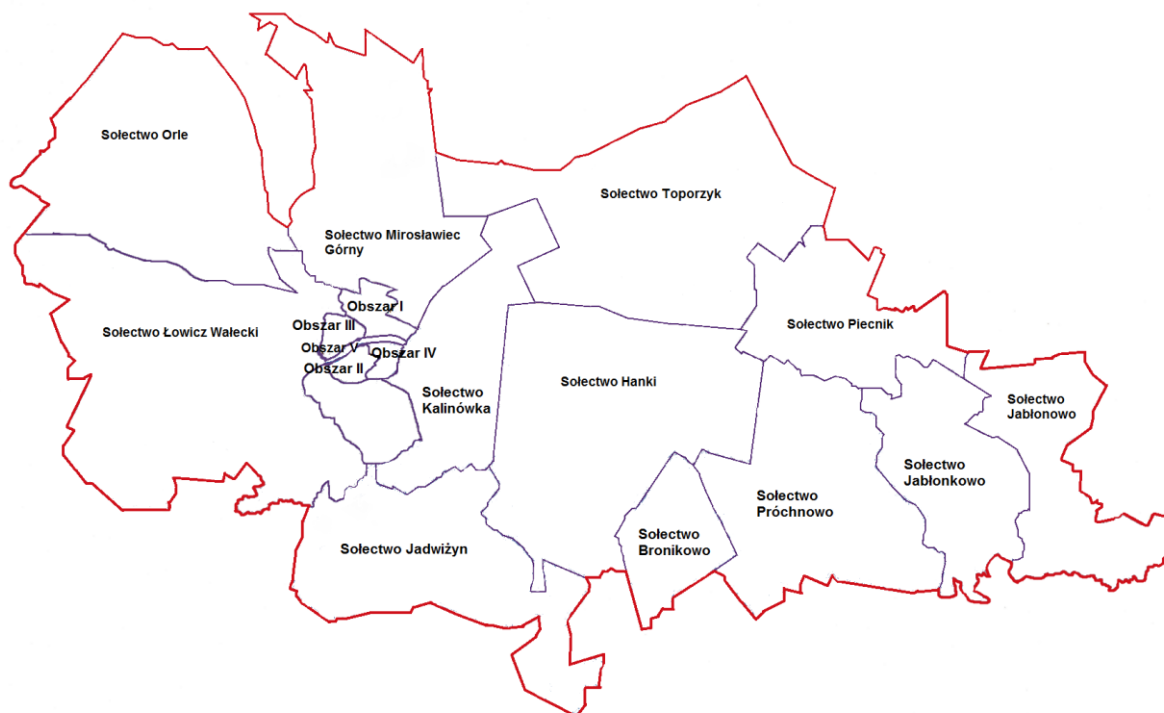 Sołectwo Orle
Sołectwo Toporzyk
Sołectwo Mirosławiec
Górny
Obszar I
Obszar III
Sołectwo Łowicz Wałecki
Sołectwo Piecnik
Obszar V
Obszar IV
Obszar II
Sołectwo
Kalinówka
Sołectwo Hanki
Sołectwo
Jabłonowo
Sołectwo
Jabłonkowo
Sołectwo
Próchnowo
Sołectwo
Bronikowo
Sołectwo Jadwiżyn